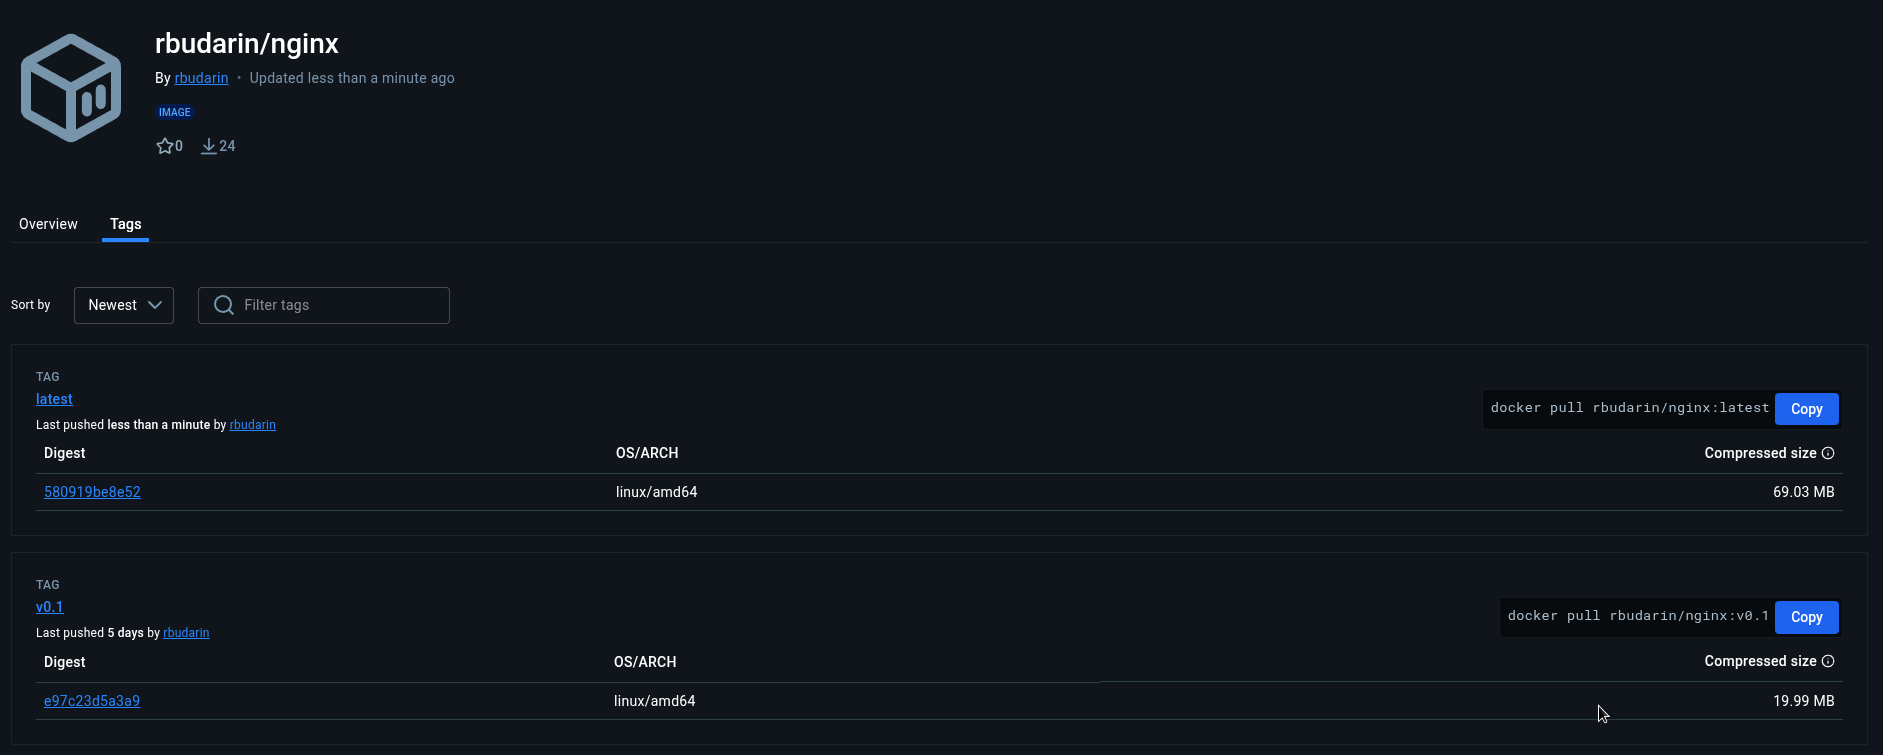 rbudarin/nginx
By rbudarin • Updated less than a minute ago
IMAGE
0 24
Overview Tags
Sort by Newest Filter tags
TAG
latest
docker pull rbudarin/nginx:latest Copy
Last pushed less than a minute by rbudarin
Digest OS/ARCH Compressed size
580919be8e52 linux/amd64 69.03 MB
TAG
v0.1
docker pull rbudarin/nginx:v0.1 Copy
Last pushed 5 days by rbudarin
Digest OS/ARCH Compressed size
e97c23d5a3a9 linux/amd64 19.99 MB